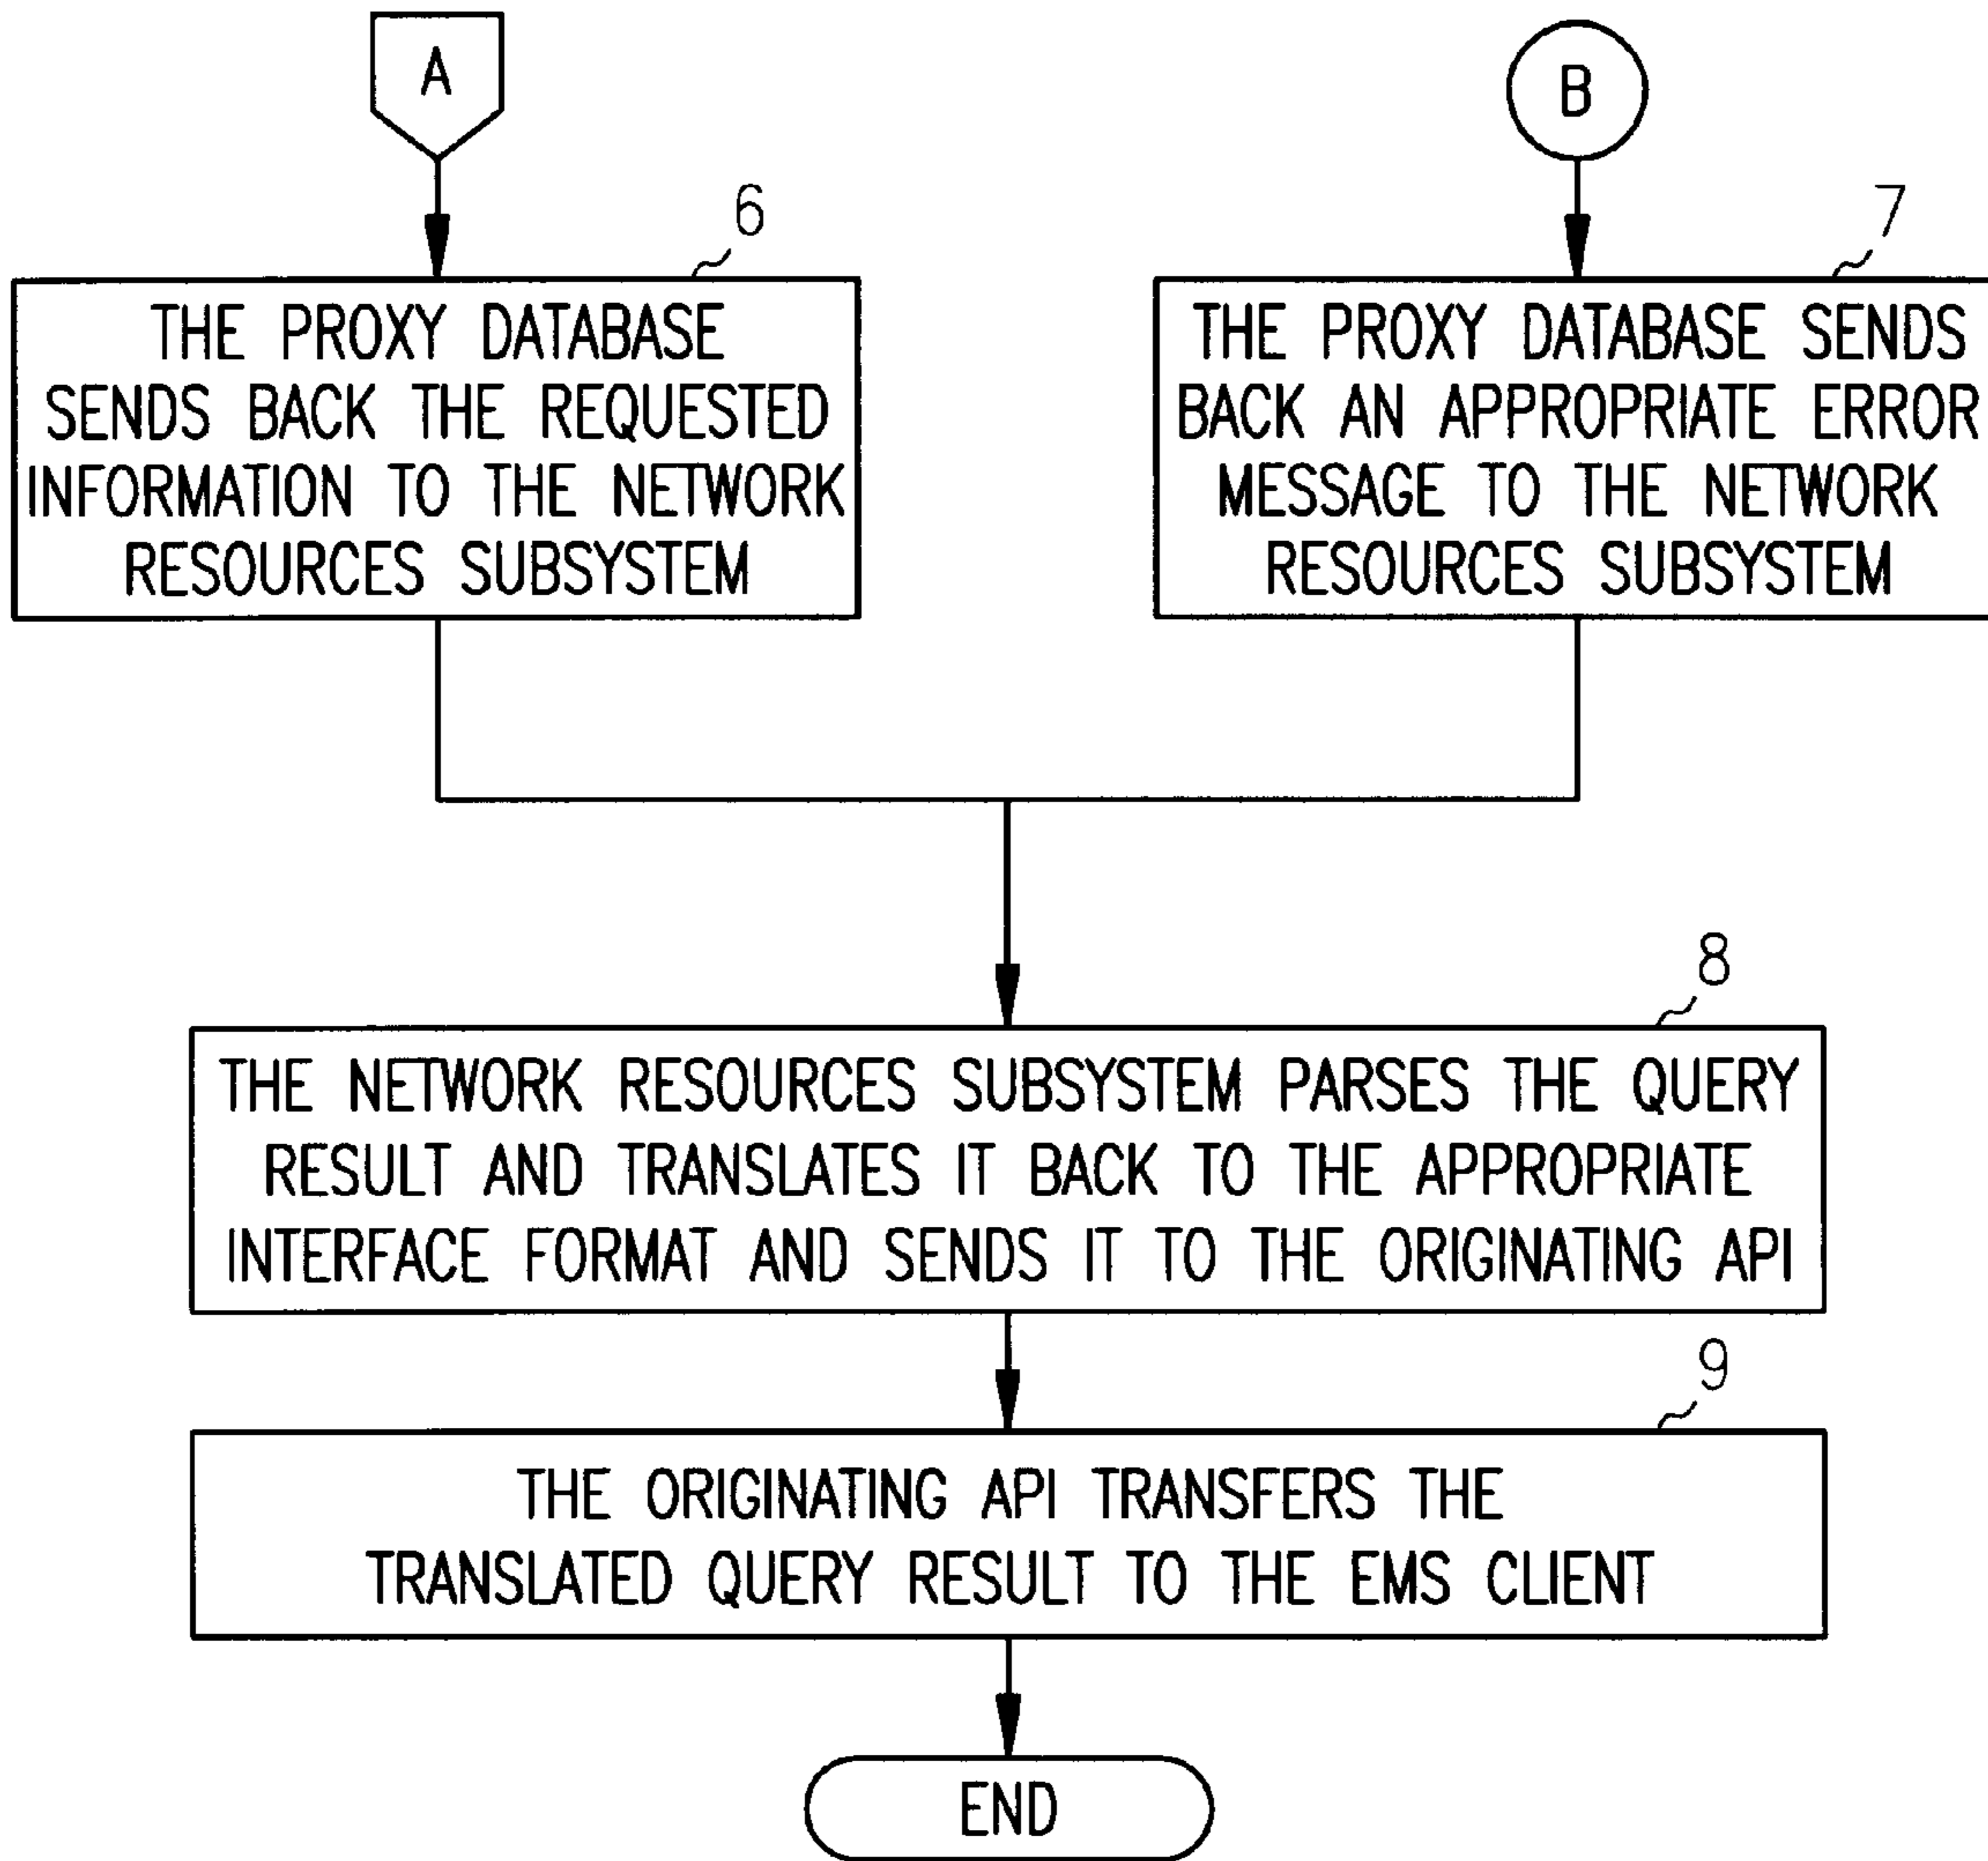 A
B
6
THE PROXY DATABASE
SENDS BACK THE REQUESTED
INFORMATION TO THE NETWORK
RESOURCES SUBSYSTEM
7
THE PROXY DATABASE SENDS
BACK AN APPROPRIATE ERROR
MESSAGE TO THE NETWORK
RESOURCES SUBSYSTEM
8
THE NETWORK RESOURCES SUBSYSTEM PARSES THE QUERY
RESULT AND TRANSLATES IT BACK TO THE APPROPRIATE
INTERFACE FORMAT AND SENDS IT TO THE ORIGINATING API
9
THE ORIGINATING API TRANSFERS THE
TRANSLATED QUERY RESULT TO THE EMS CLIENT
END